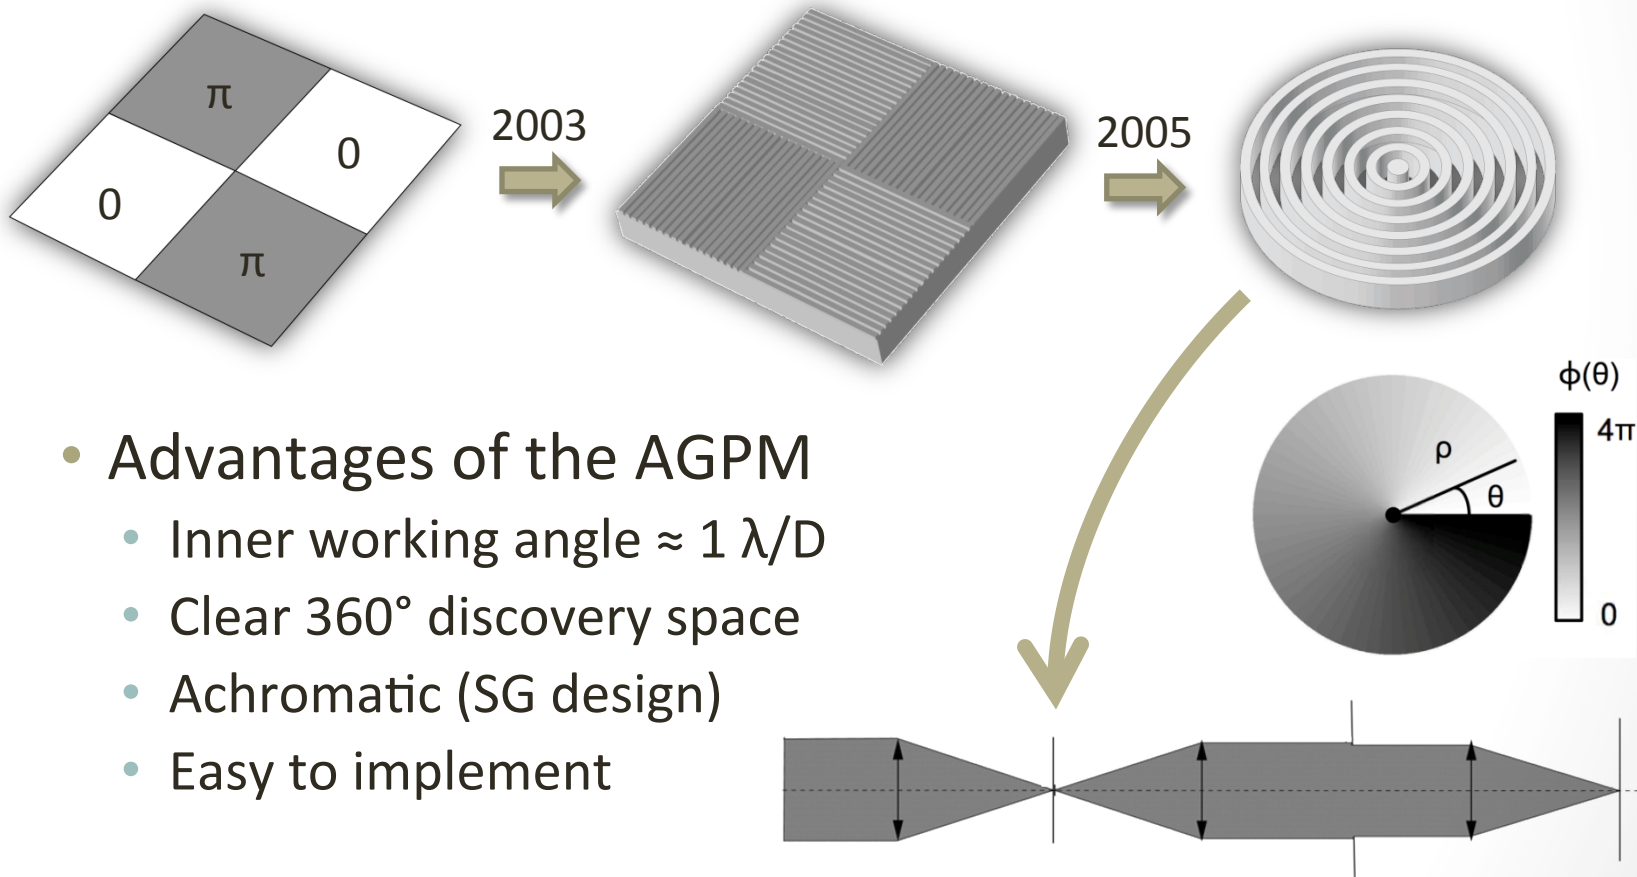 π
0
0
π
2003
2005
ϕ(θ)
4π
ρ
θ
0
• Advantages of the AGPM
• Inner working angle ≈ 1 λ/D
• Clear 360° discovery space
• Achromatic (SG design)
• Easy to implement